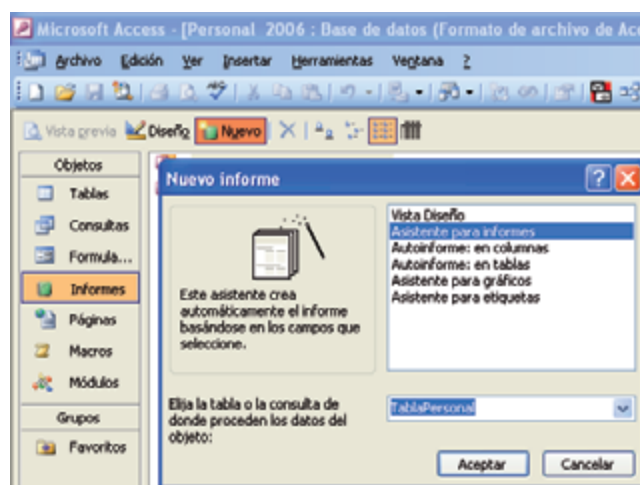 Microsoft Access - [Personal 2006 : Base de datos (Formato de archivo de Acc
Archivo Edición Ver Insertar Herramientas Ventana ?
Vista previa Diseño Nuevo
Objetos
Tablas
Consultas
Formula...
Informes
Páginas
Macros
Módulos
Grupos
Favoritos
Nuevo informe
Este asistente crea
automáticamente el informe
basándose en los campos que
seleccione.
Vista Diseño
Asistente para informes
Autoinforme: en columnas
Autoinforme: en tablas
Asistente para gráficos
Asistente para etiquetas
Elija la tabla o la consulta de
donde proceden los datos del
objeto:
TablaPersonal
Aceptar Cancelar